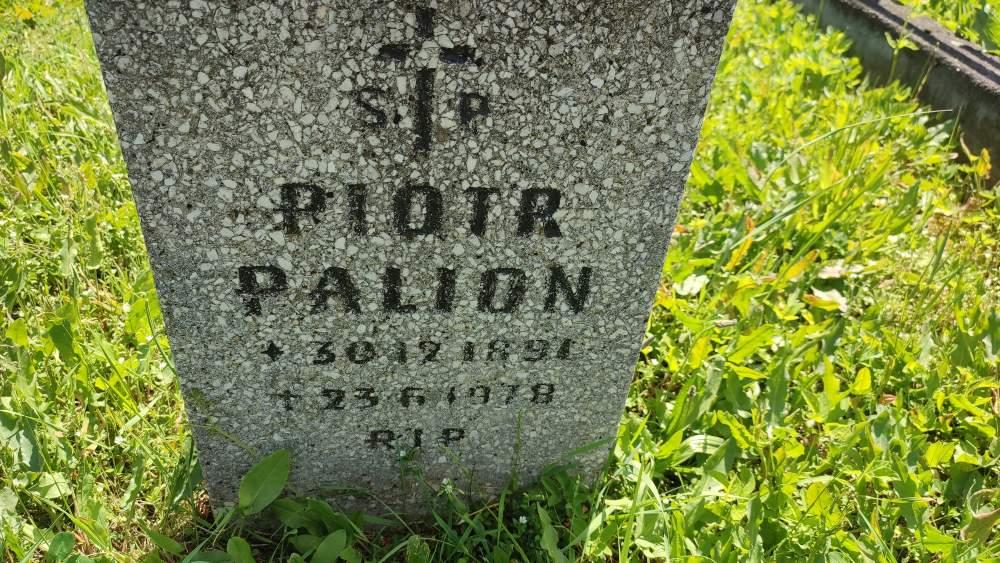 Ś.P
PIOTR
PALION
30 12 1891
23.6.1978
RIP